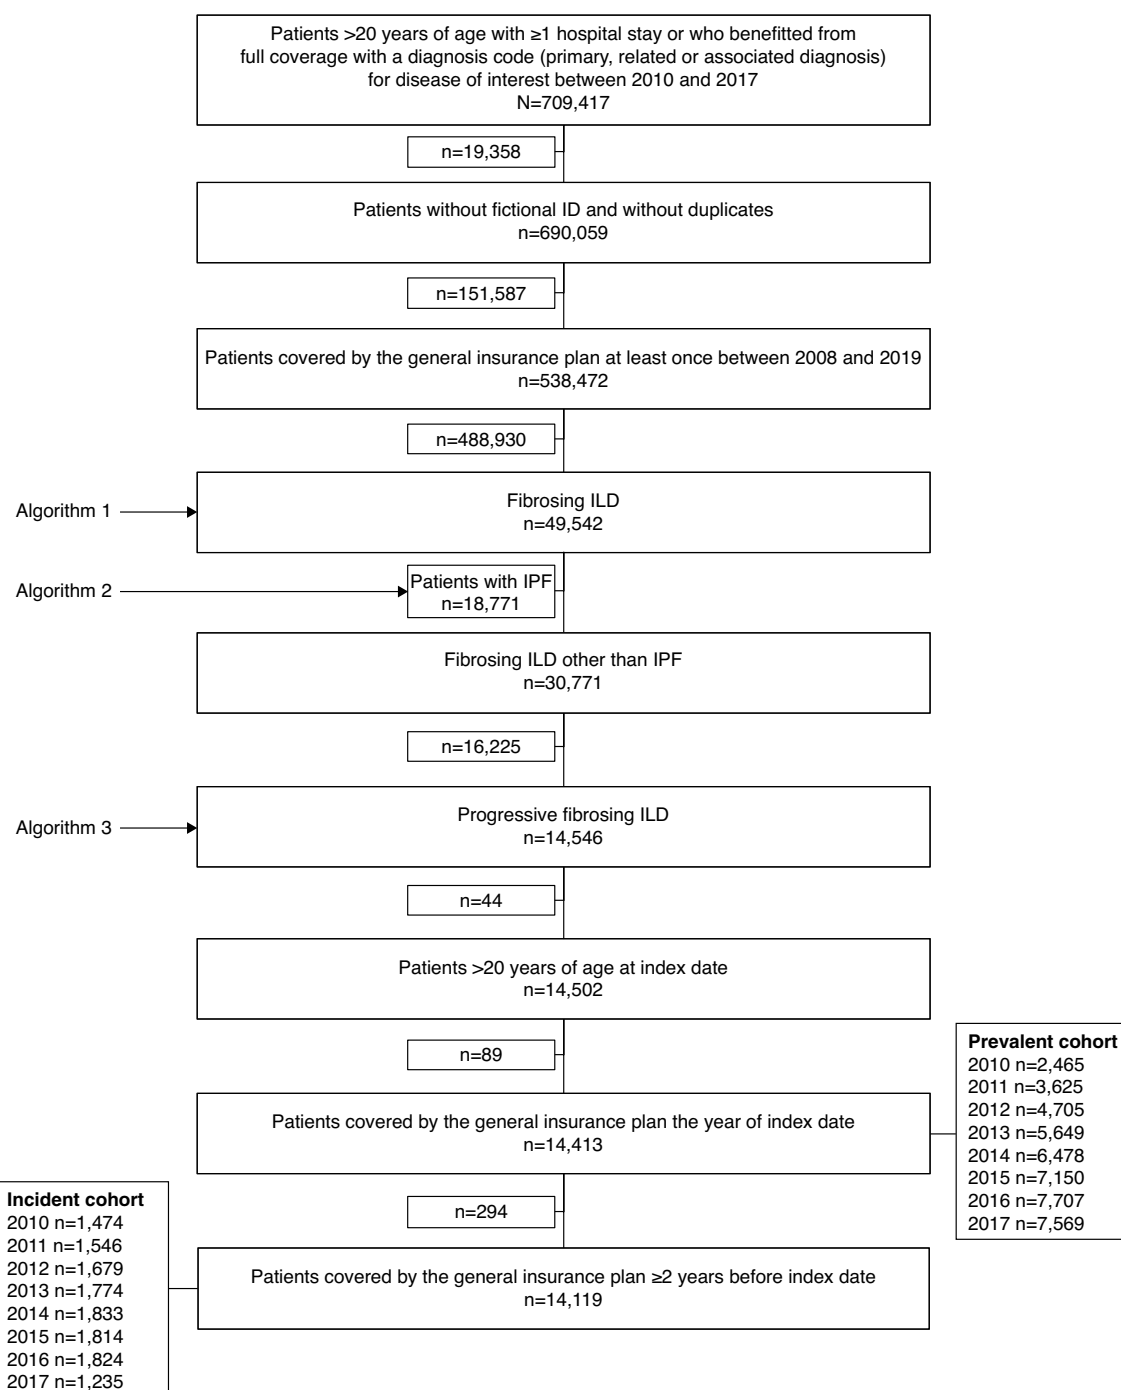 Patients >20 years of age with ≥1 hospital stay or who benefitted from
full coverage with a diagnosis code (primary, related or associated diagnosis)
for disease of interest between 2010 and 2017
N=709,417
n=19,358
Patients without fictional ID and without duplicates
n=690,059
n=151,587
Patients covered by the general insurance plan at least once between 2008 and 2019
n=538,472
n=488,930
Algorithm 1
Fibrosing ILD
n=49,542
Algorithm 2
Patients with IPF
n=18,771
Fibrosing ILD other than IPF
n=30,771
n=16,225
Algorithm 3
Progressive fibrosing ILD
n=14,546
n=44
Patients >20 years of age at index date
n=14,502
n=89
Patients covered by the general insurance plan the year of index date
n=14,413
Prevalent cohort
2010 n=2,465
2011 n=3,625
2012 n=4,705
2013 n=5,649
2014 n=6,478
2015 n=7,150
2016 n=7,707
2017 n=7,569
n=294
Patients covered by the general insurance plan ≥2 years before index date
n=14,119
Incident cohort
2010 n=1,474
2011 n=1,546
2012 n=1,679
2013 n=1,774
2014 n=1,833
2015 n=1,814
2016 n=1,824
2017 n=1,235